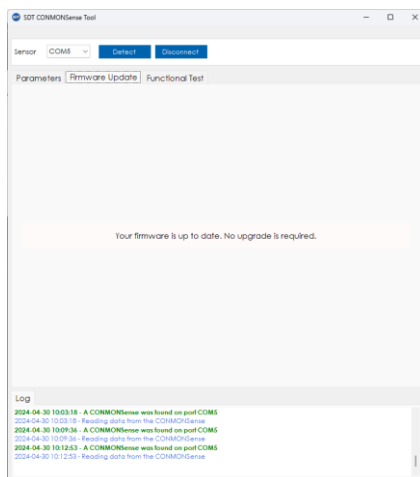 SDT CONMONSense Tool
Sensor COM5 Detect Disconnect
Parameters Firmware Update Functional Test
Your firmware is up to date. No upgrade is required.
Log
2024-04-30 10:03:18 - A CONMONSense was found on port COM5
2024-04-30 10:03:18 - Reading data from the CONMONSense
2024-04-30 10:09:36 - A CONMONSense was found on port COM5
2024-04-30 10:09:36 - Reading data from the CONMONSense
2024-04-30 10:12:53 - A CONMONSense was found on port COM5
2024-04-30 10:12:53 - Reading data from the CONMONSense